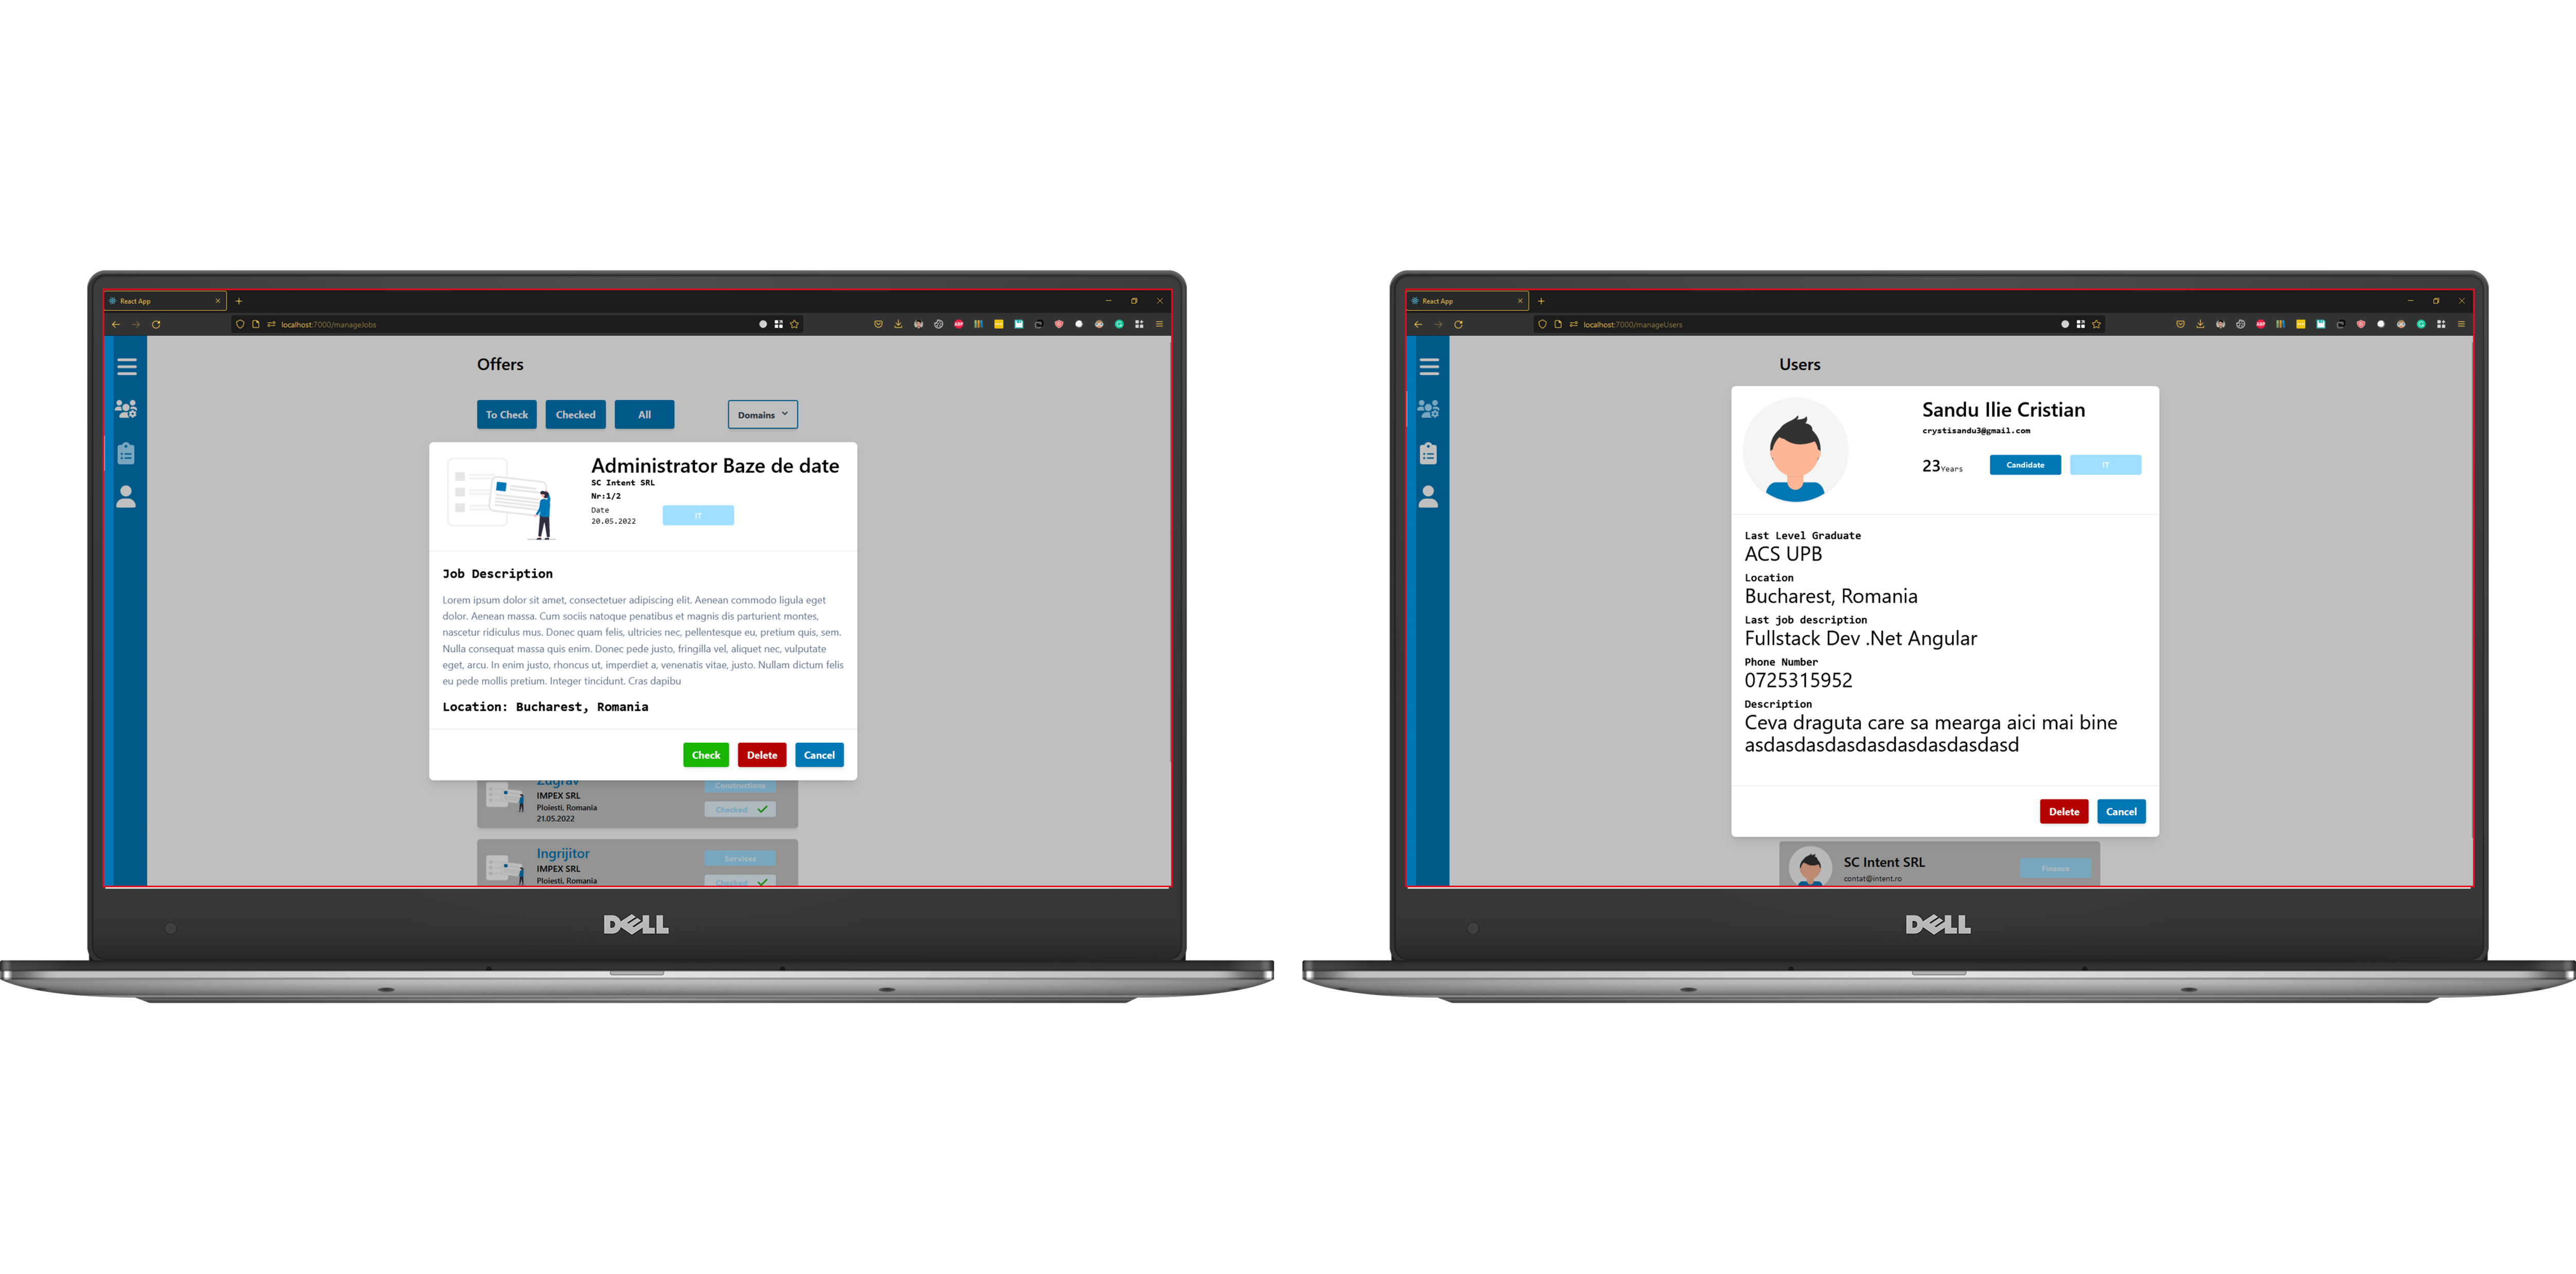 React App
localhost:7000/manageJobs
Offers
To Check
Checked
All
Domains
Administrator Baze de date
SC Intent SRL
Nr:1/2
Date
20.05.2022
IT
Job Description
Lorem ipsum dolor sit amet, consectetuer adipiscing elit. Aenean commodo ligula eget
dolor. Aenean massa. Cum sociis natoque penatibus et magnis dis parturient montes,
nascetur ridiculus mus. Donec quam felis, ultricies nec, pellentesque eu, pretium quis, sem.
Nulla consequat massa quis enim. Donec pede justo, fringilla vel, aliquet nec, vulputate
eget, arcu. In enim justo, rhoncus ut, imperdiet a, venenatis vitae, justo. Nullam dictum felis
eu pede mollis pretium. Integer tincidunt. Cras dapibu
Location: Bucharest, Romania
Check
Delete
Cancel
Zugrav
IMPEX SRL
Ploiesti, Romania
21.05.2022
Constructions
Checked
Ingrijitor
IMPEX SRL
Ploiesti, Romania
Services
Checked
DELL
React App
localhost:7000/manageUsers
Users
Sandu Ilie Cristian
crystisandu3@gmail.com
23Years
Candidate
IT
Last Level Graduate
ACS UPB
Location
Bucharest, Romania
Last job description
Fullstack Dev .Net Angular
Phone Number
0725315952
Description
Ceva draguta care sa mearga aici mai bine
asdasdasdasdasdasdasdasdasd
Delete
Cancel
SC Intent SRL
contat@intent.ro
Finance
DELL